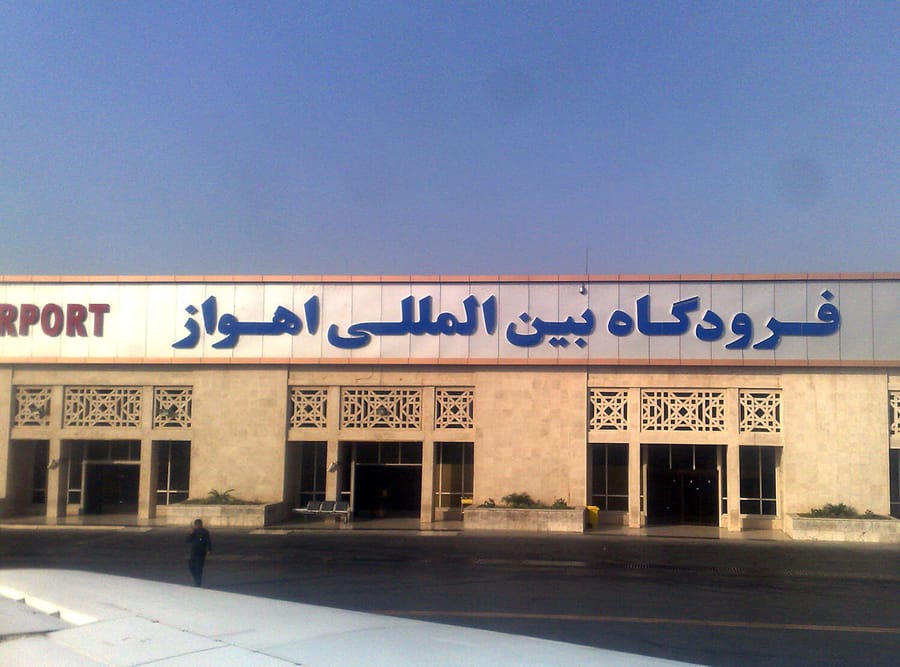 فرودگاه بین المللی اهواز
RPORT